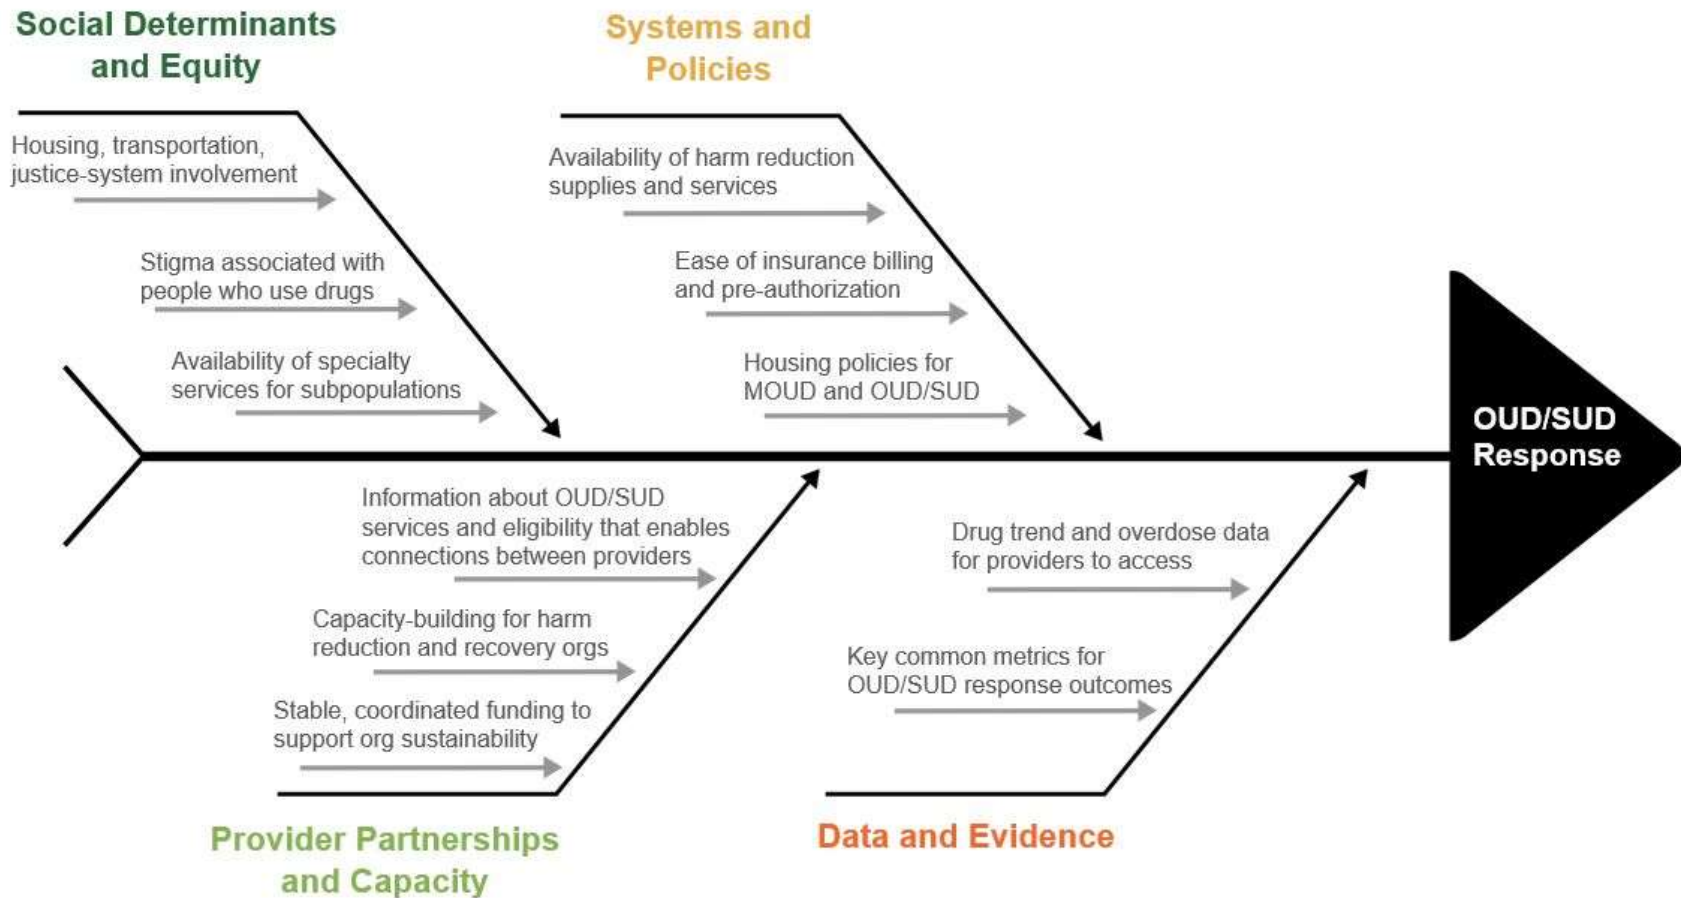 Social Determinants
and Equity
Housing, transportation,
justice-system involvement
Stigma associated with
people who use drugs
Availability of specialty
services for subpopulations
Systems and
Policies
Availability of harm reduction
supplies and services
Ease of insurance billing
and pre-authorization
Housing policies for
MOUD and OUD/SUD
OUD/SUD
Response
Information about OUD/SUD
services and eligibility that enables
connections between providers
Capacity-building for harm
reduction and recovery orgs
Stable, coordinated funding to
support org sustainability
Provider Partnerships
and Capacity
Drug trend and overdose data
for providers to access
Key common metrics for
OUD/SUD response outcomes
Data and Evidence